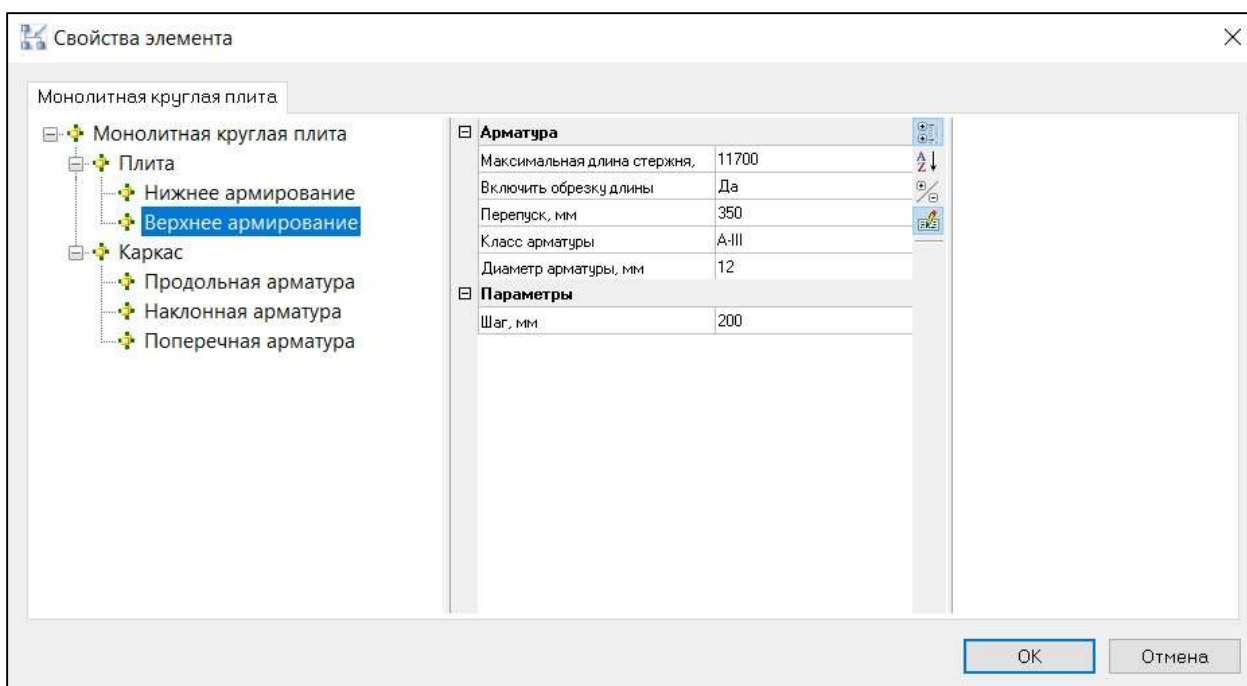 Свойства элемента
Монолитная круглая плита
Монолитная круглая плита
Плита
Нижнее армирование
Верхнее армирование
Каркас
Продольная арматура
Наклонная арматура
Поперечная арматура
Арматура
Максимальная длина стержня, 11700
Включить обрезку длины Да
Перепуск, мм 350
Класс арматуры A-III
Диаметр арматуры, мм 12
Параметры
Шаг, мм 200
OK Отмена